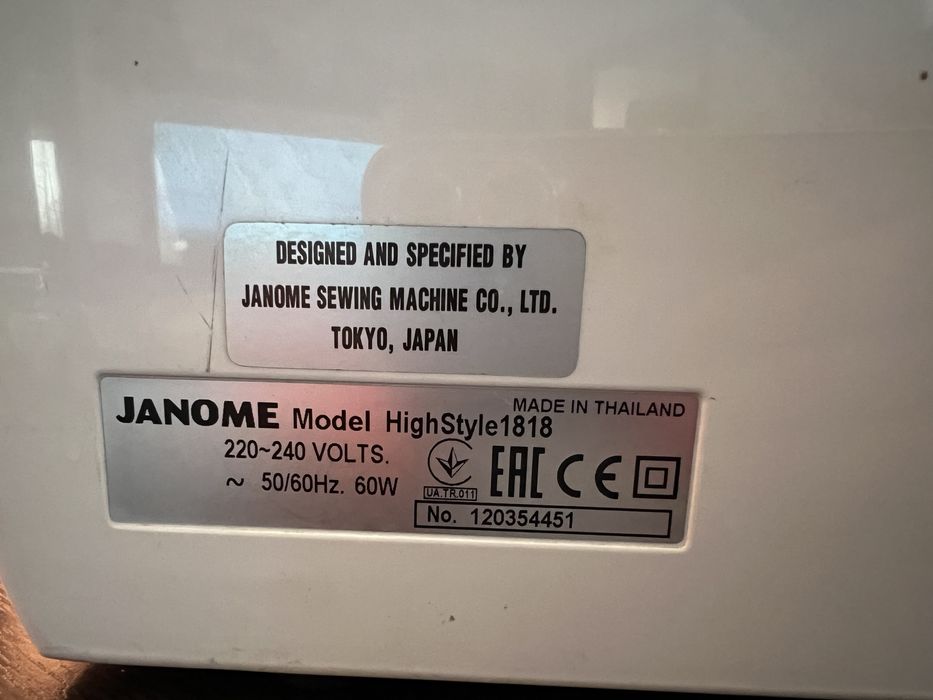 DESIGNED AND SPECIFIED BY
JANOME SEWING MACHINE CO., LTD.
TOKYO, JAPAN
MADE IN THAILAND
JANOME Model HighStyle1818
220~240 VOLTS.
~ 50/60Hz. 60W
UA.TR.011
EAC CE
No. 120354451